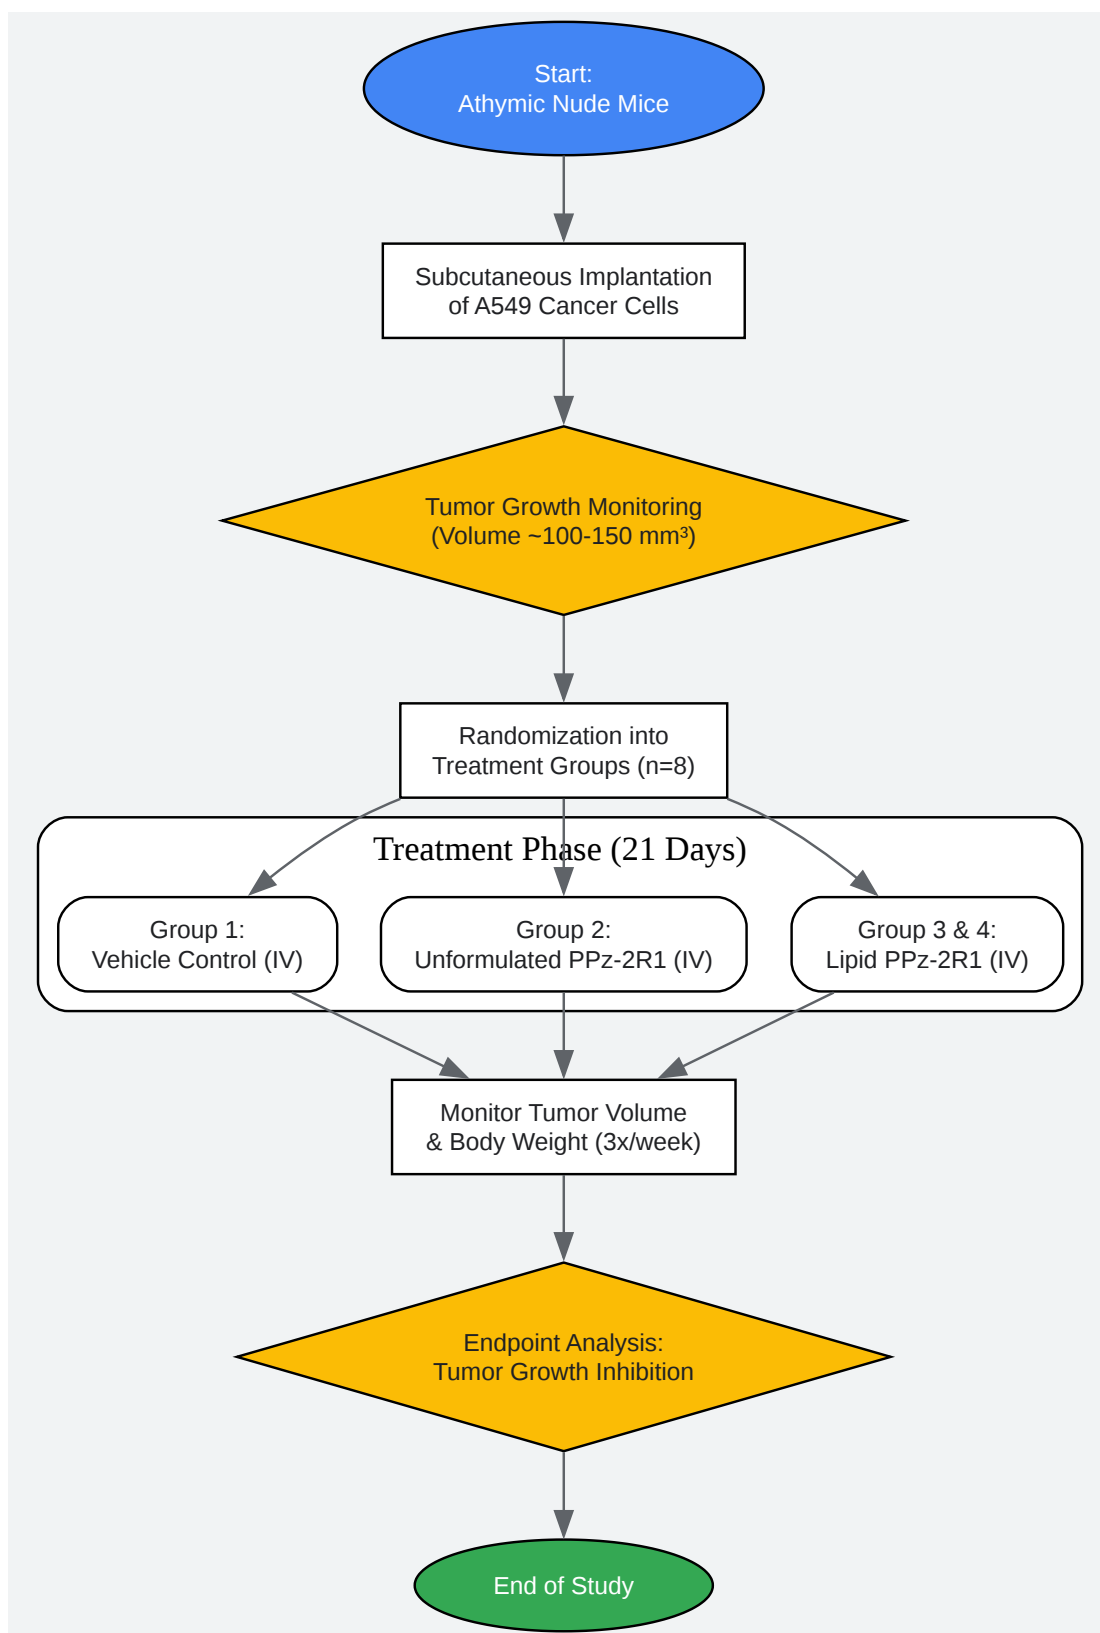 Start:
Athymic Nude Mice
Subcutaneous Implantation
of A549 Cancer Cells
Tumor Growth Monitoring
(Volume ~100-150 mm³)
Randomization into
Treatment Groups (n=8)
Treatment Phase (21 Days)
Group 1:
Vehicle Control (IV)
Group 2:
Unformulated PPz-2R1 (IV)
Group 3 & 4:
Lipid PPz-2R1 (IV)
Monitor Tumor Volume
& Body Weight (3x/week)
Endpoint Analysis:
Tumor Growth Inhibition
End of Study